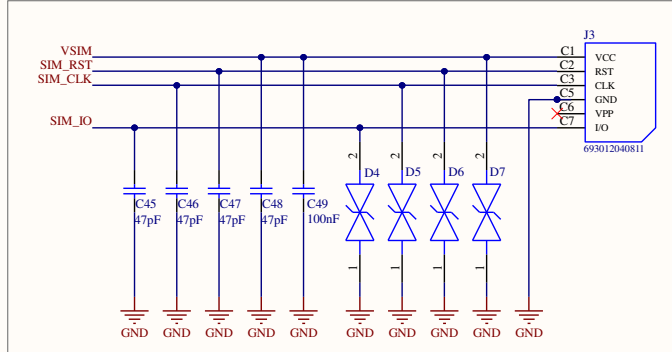 J3
VSIM
C1
VCC
SIM_RST
C2
RST
SIM_CLK
C3
CLK
C5
GND
C6
VPP
SIM_IO
C7
I/O
693012040811
2
2
2
2
D4
D5
D6
D7
C45
C46
C47
C48
C49
47pF
47pF
47pF
47pF
100nF
1
1
1
1
GND
GND
GND
GND
GND
GND
GND
GND
GND
GND